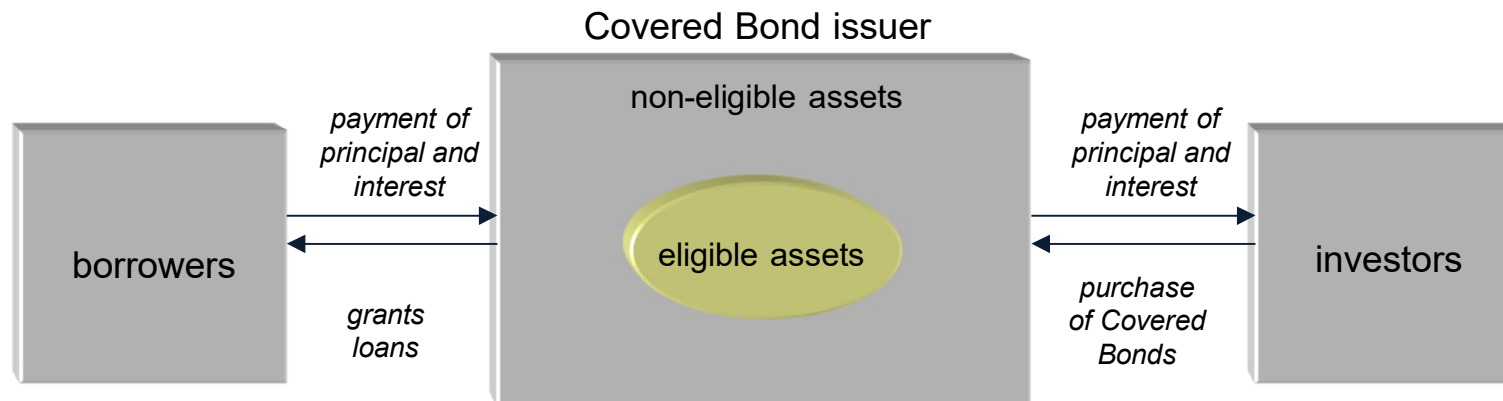 Covered Bond issuer
non-eligible assets
payment of
principal and
interest
payment of
principal and
interest
borrowers
eligible assets
investors
grants
loans
purchase
of Covered
Bonds